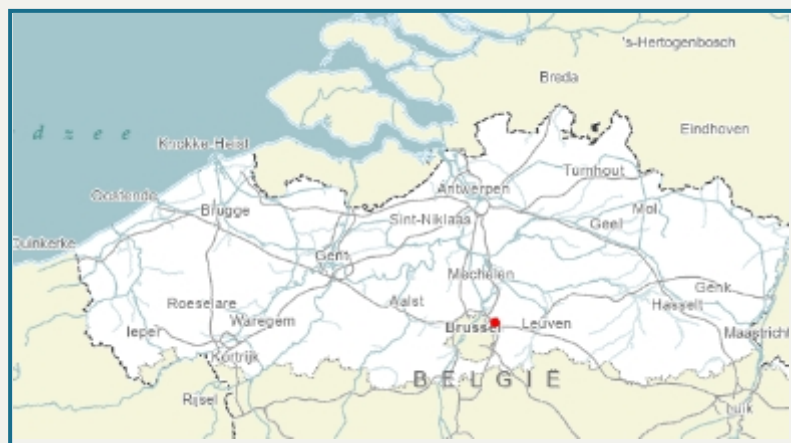 's-Hertogenbosch
Breda
d z e e
Eindhoven
Knokke-Heist
Turnhout
Oostende
Antwerpen
Brugge
Mol
Sint-Niklaas
Geel
Duinkerke
Gent
Mechelen
Genk
Roeselare
Aalst
Hasselt
Ieper
Waregem
Brussel
Leuven
Maastricht
Kortrijk
BELGIË
Rijsel
Luik